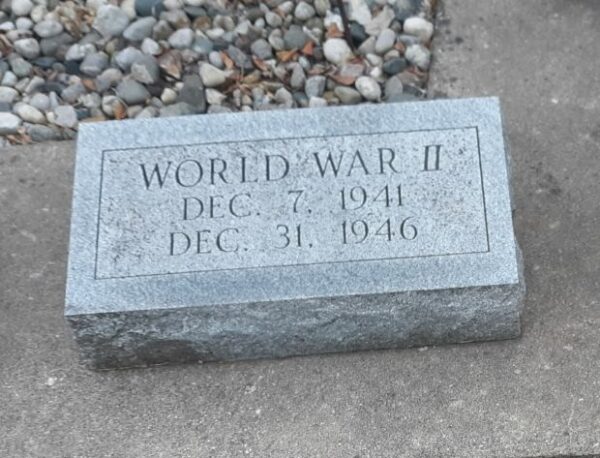 WORLD WAR II
DEC. 7, 1941
DEC. 31, 1946